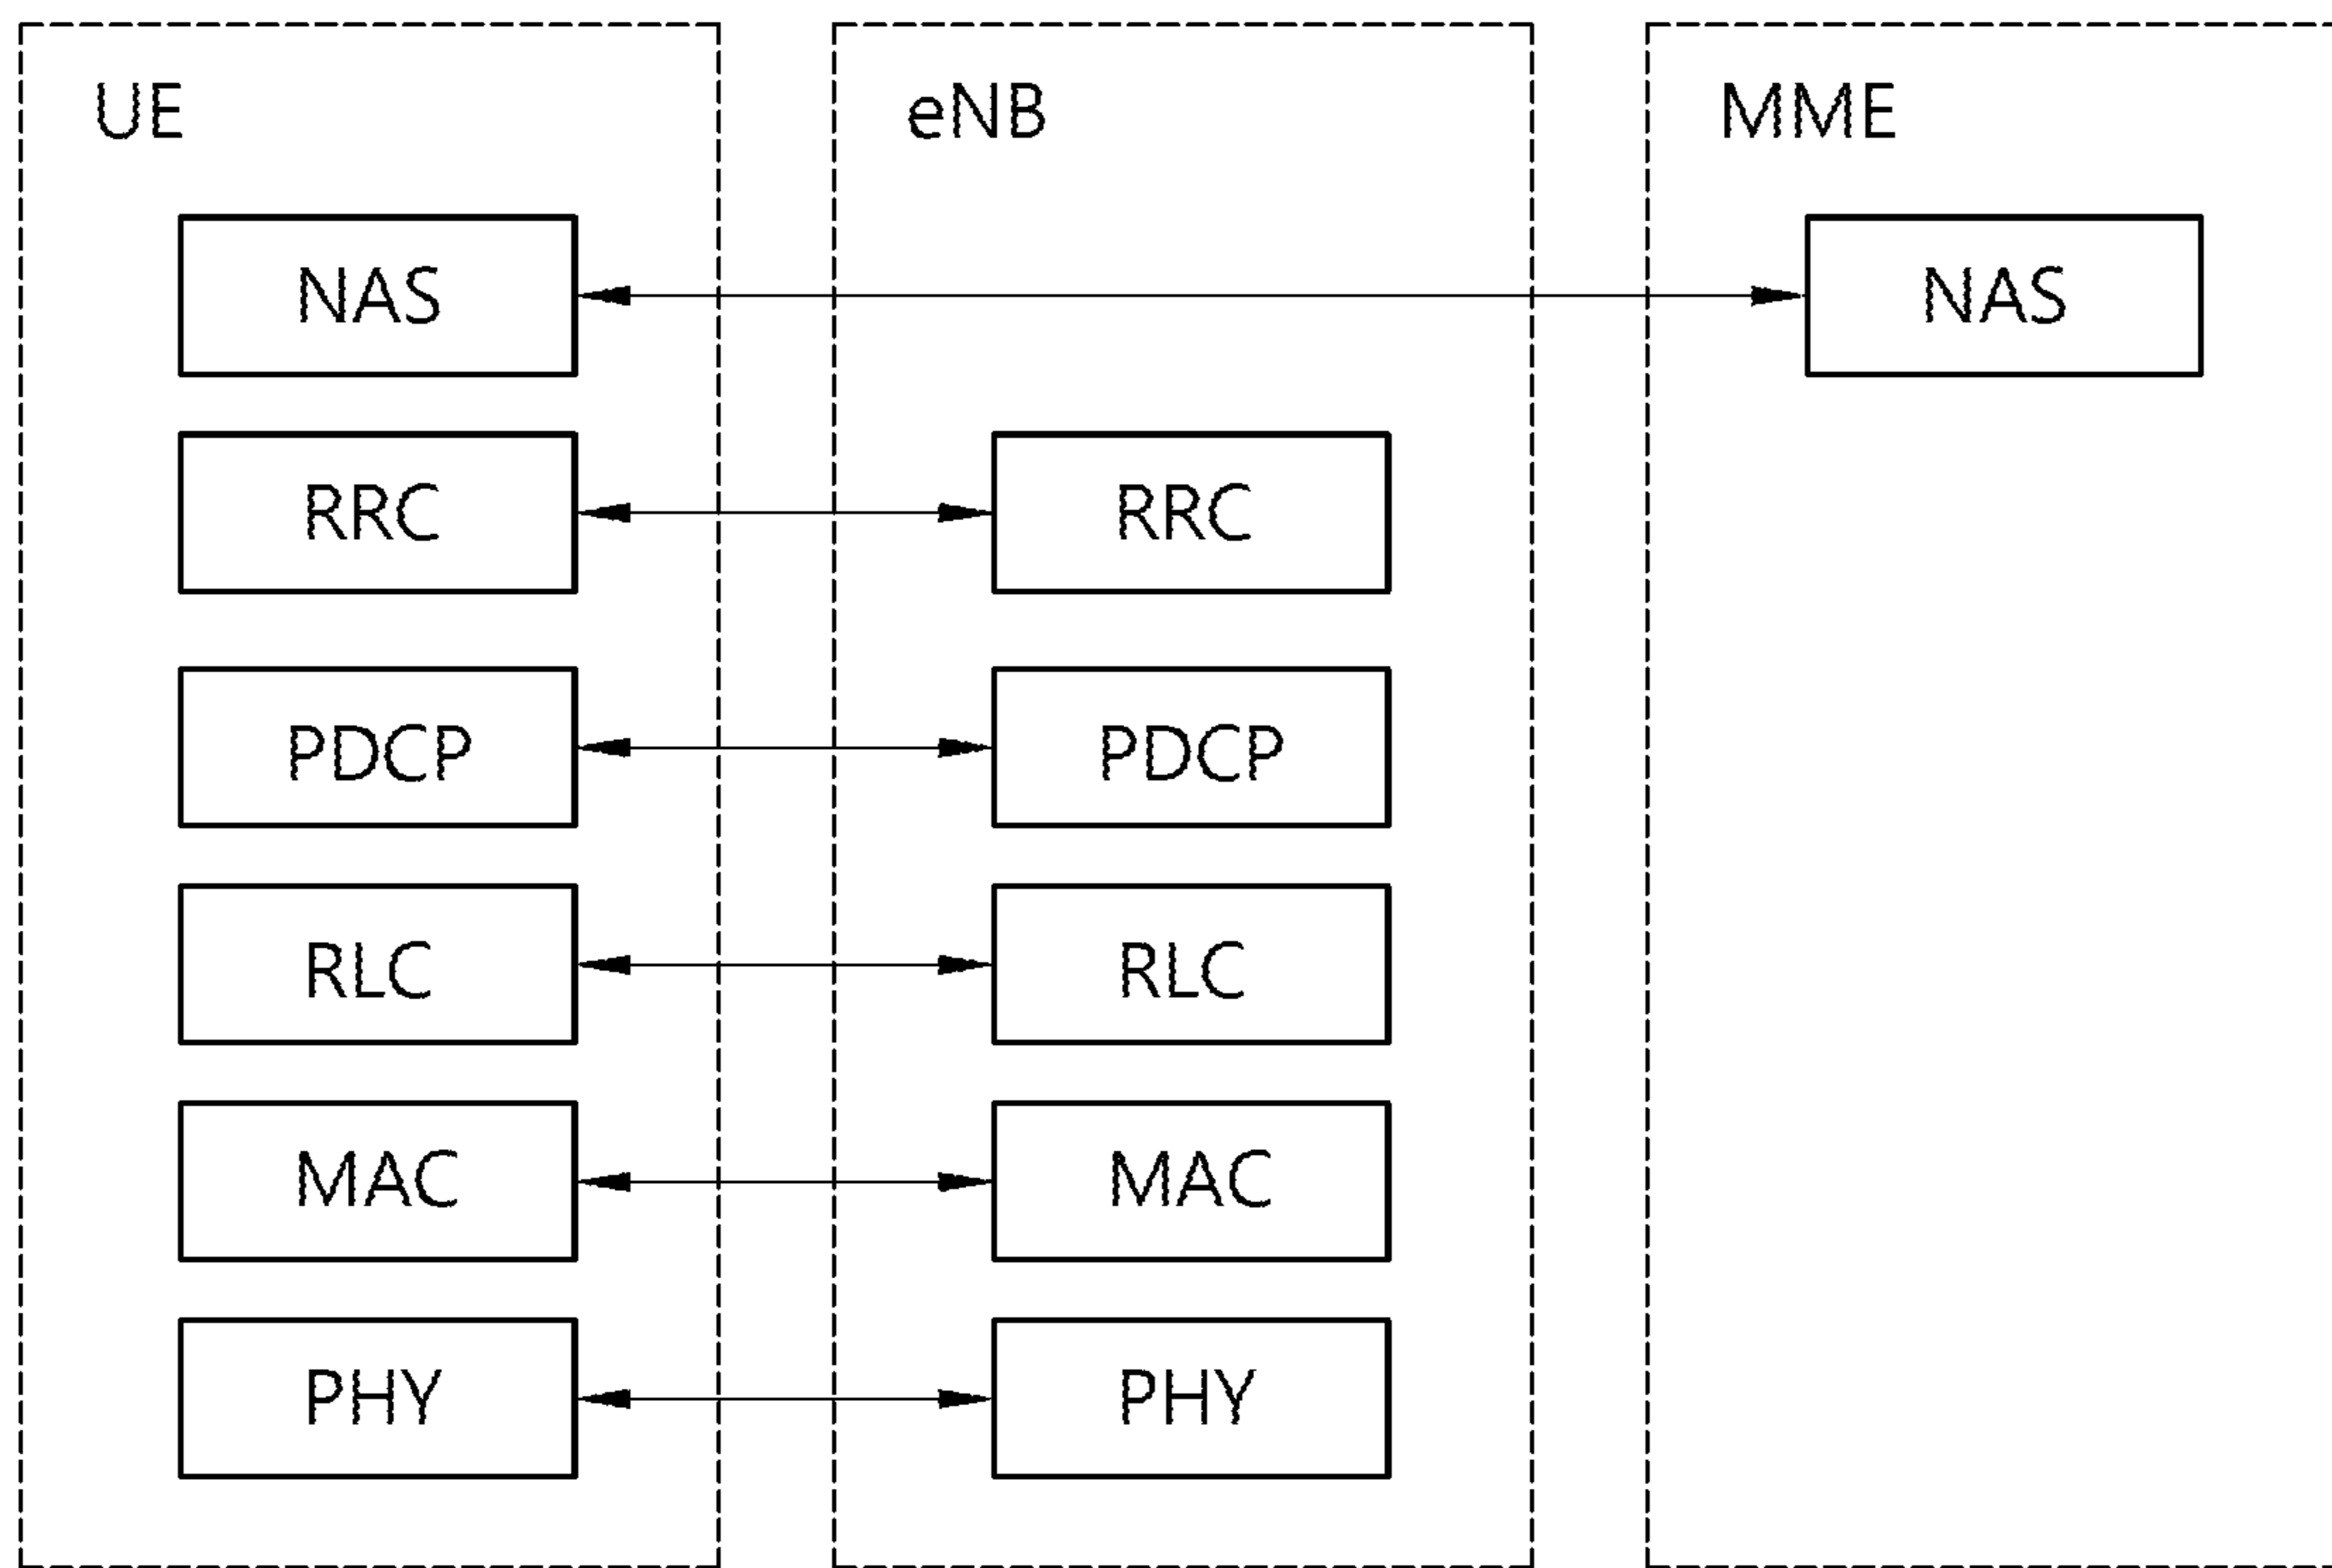 UE eNB MME
NAS NAS
RRC RRC
PDCP PDCP
RLC RLC
MAC MAC
PHY PHY